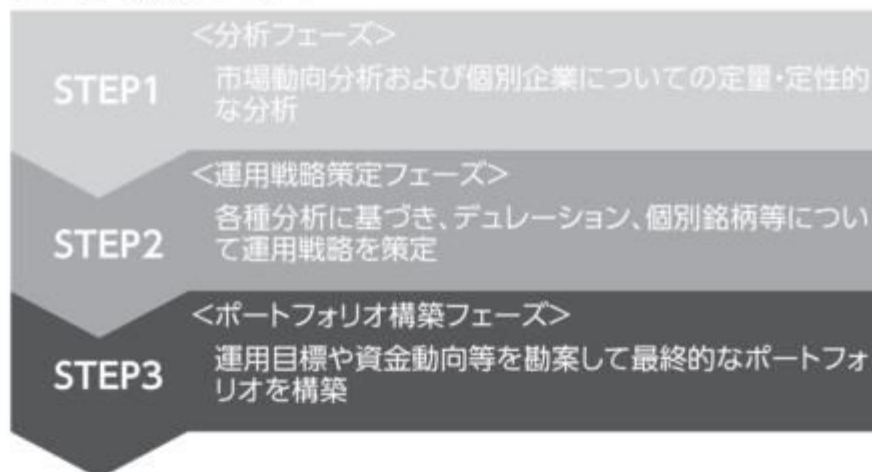 <分析フェーズ>
STEP1
市場動向分析および個別企業についての定量・定性的
な分析
<運用戦略策定フェーズ>
STEP2
各種分析に基づき、デュレーション、個別銘柄等につい
て運用戦略を策定
<ポートフォリオ構築フェーズ>
STEP3
運用目標や資金動向等を勘案して最終的なポートフォ
リオを構築